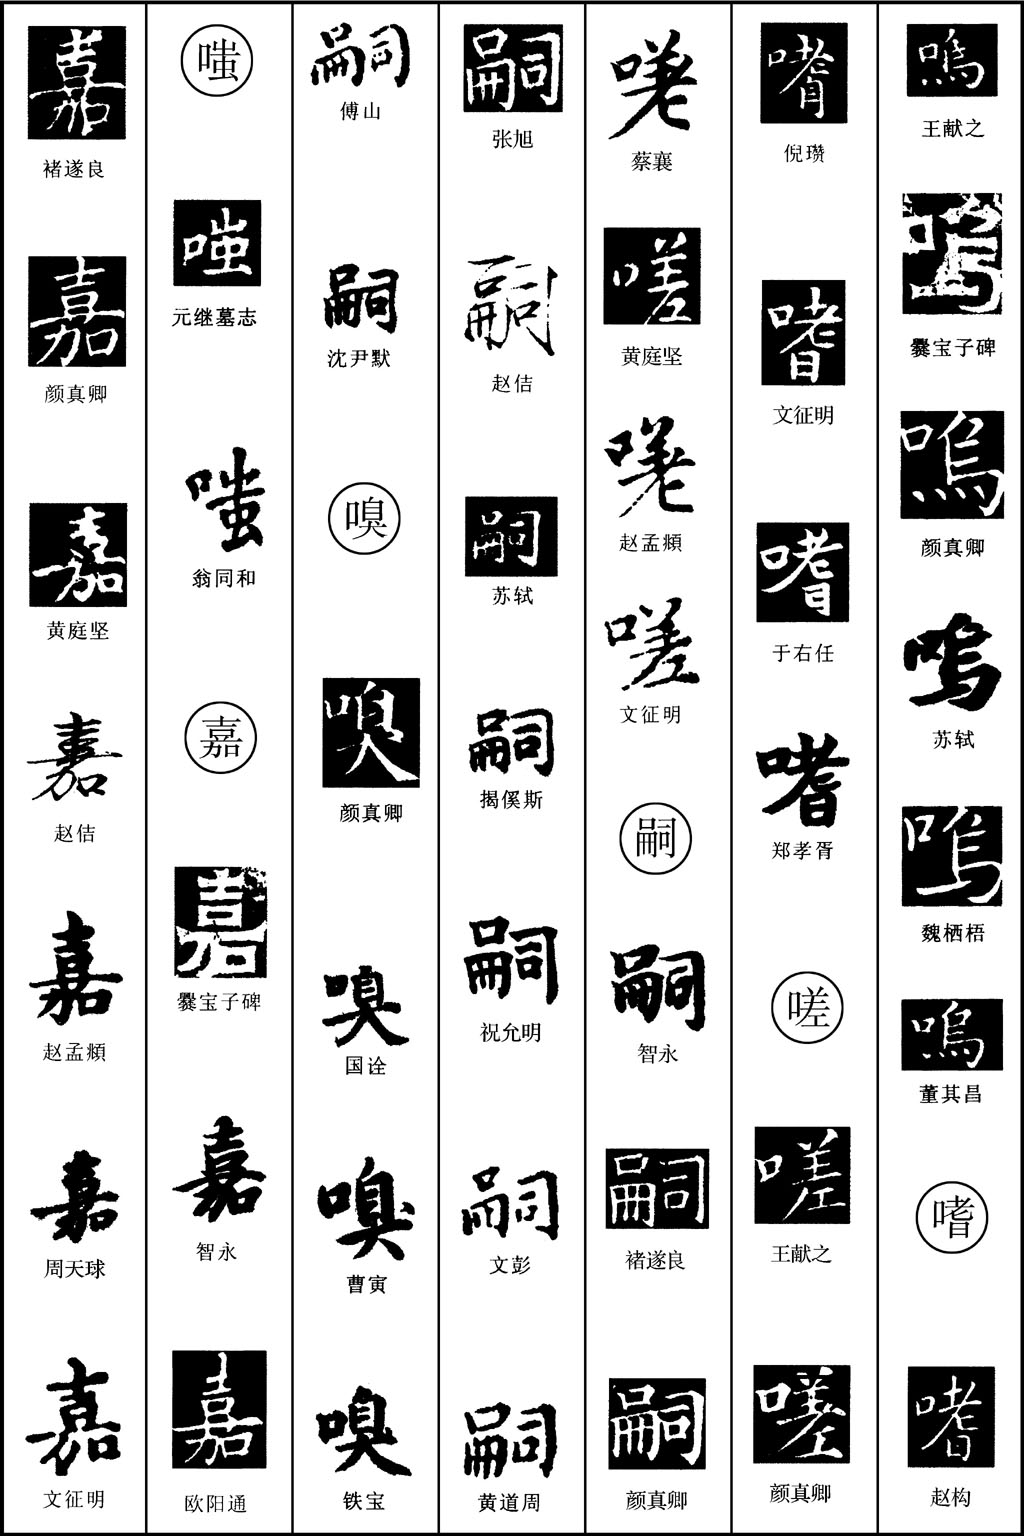 嗚
王献之
嗚
爨宝子碑
嗚
颜真卿
嗚
苏轼
嗚
魏栖梧
嗚
董其昌
嗜
嗜
赵构
嗜
倪瓒
嗜
文征明
嗜
于右任
嗜
郑孝胥
嗟
嗟
王献之
嗟
颜真卿
嗟
蔡襄
嗟
黄庭坚
嗟
赵孟頫
嗟
文征明
嗣
嗣
智永
嗣
褚遂良
嗣
颜真卿
嗣
张旭
嗣
赵佶
嗣
苏轼
嗣
揭傒斯
嗣
祝允明
嗣
文彭
嗣
黄道周
嗣
傅山
嗣
沈尹默
嗅
嗅
颜真卿
嗅
国诠
嗅
曹寅
嗅
铁宝
嗤
嗤
元继墓志
嗤
翁同和
嘉
嘉
爨宝子碑
嘉
智永
嘉
欧阳通
嘉
褚遂良
嘉
颜真卿
嘉
黄庭坚
嘉
赵佶
嘉
赵孟頫
嘉
周天球
嘉
文征明